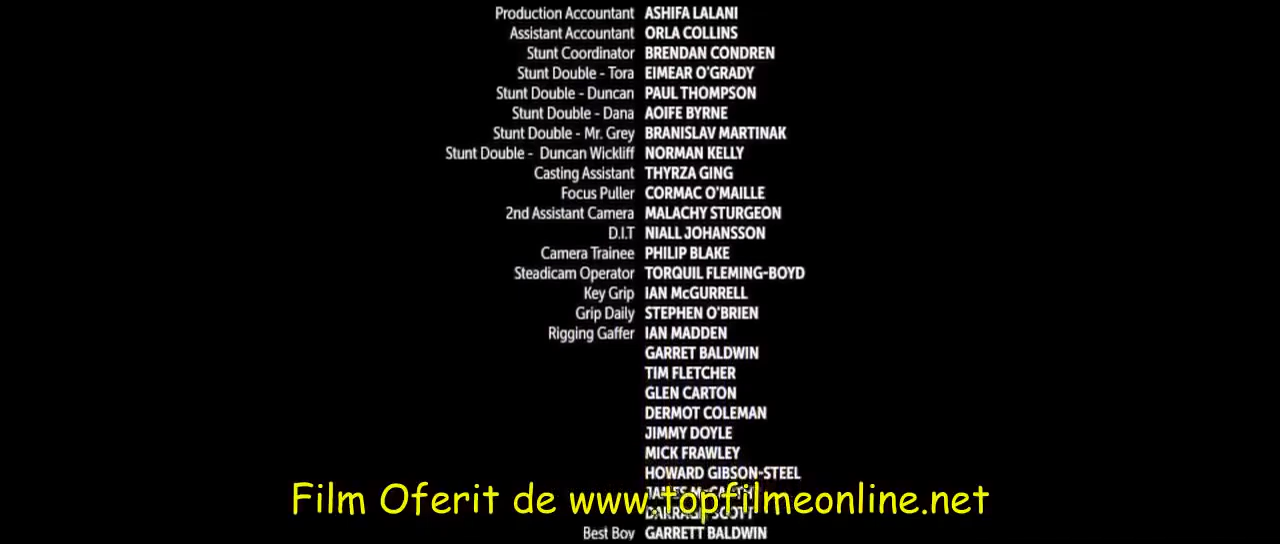 Production Accountant ASHIFA LALANI
Assistant Accountant ORLA COLLINS
Stunt Coordinator BRENDAN CONDREN
Stunt Double - Tora EIMEAR O'GRADY
Stunt Double - Duncan PAUL THOMPSON
Stunt Double - Dana AOIFE BYRNE
Stunt Double - Mr. Grey BRANISLAV MARTINAK
Stunt Double - Duncan Wickliff NORMAN KELLY
Casting Assistant THYRZA GING
Focus Puller CORMAC O'MAILLE
2nd Assistant Camera MALACHY STURGEON
D.I.T NIALL JOHANSSON
Camera Trainee PHILIP BLAKE
Steadicam Operator TORQUIL FLEMING-BOYD
Key Grip IAN McGURRELL
Grip Daily STEPHEN O'BRIEN
Rigging Gaffer IAN MADDEN
GARRET BALDWIN
TIM FLETCHER
GLEN CARTON
DERMOT COLEMAN
JIMMY DOYLE
MICK FRAWLEY
HOWARD GIBSON-STEEL
Film Oferit de www.topfilmeonline.net
SCOTT
Best Boy GARRETT BALDWIN